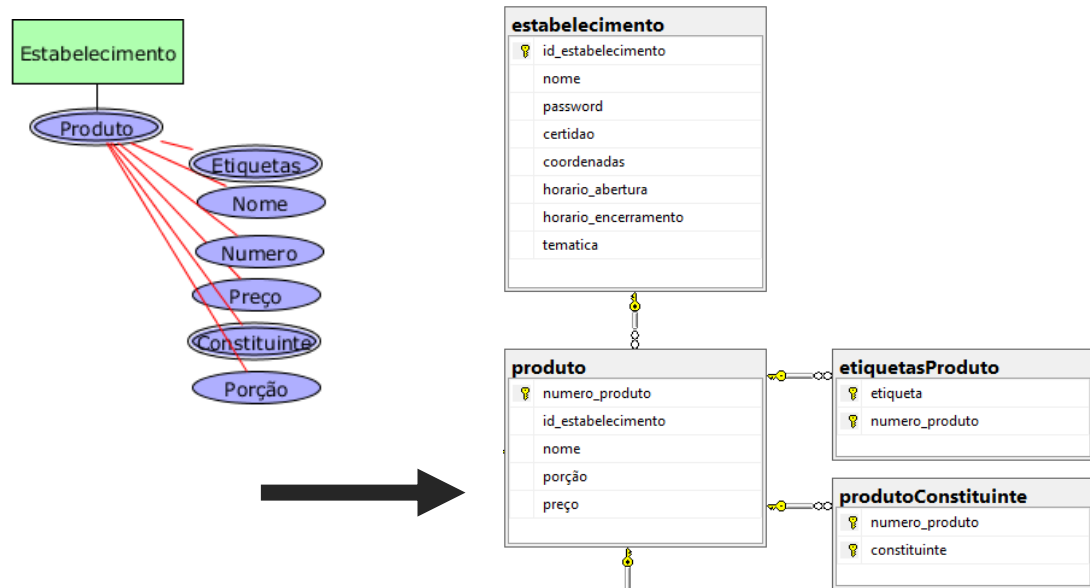 Estabelecimento
Produto
Etiquetas
Nome
Numero
Preço
Constituinte
Porção
estabelecimento
id_estabelecimento
nome
password
certidao
coordenadas
horario_abertura
horario_encerramento
tematica
produto
numero_produto
id_estabelecimento
nome
porção
preço
etiquetasProduto
etiqueta
numero_produto
produtoConstituinte
numero_produto
constituinte